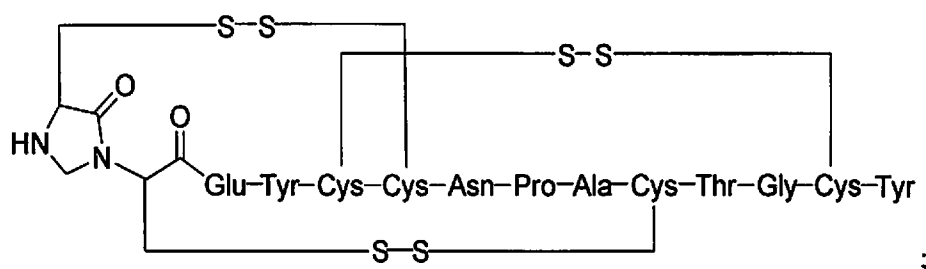 S–S
S–S
O
O
HN
N
Glu–Tyr–Cys–Cys–Asn–Pro–Ala–Cys–Thr–Gly–Cys–Tyr
S–S
;